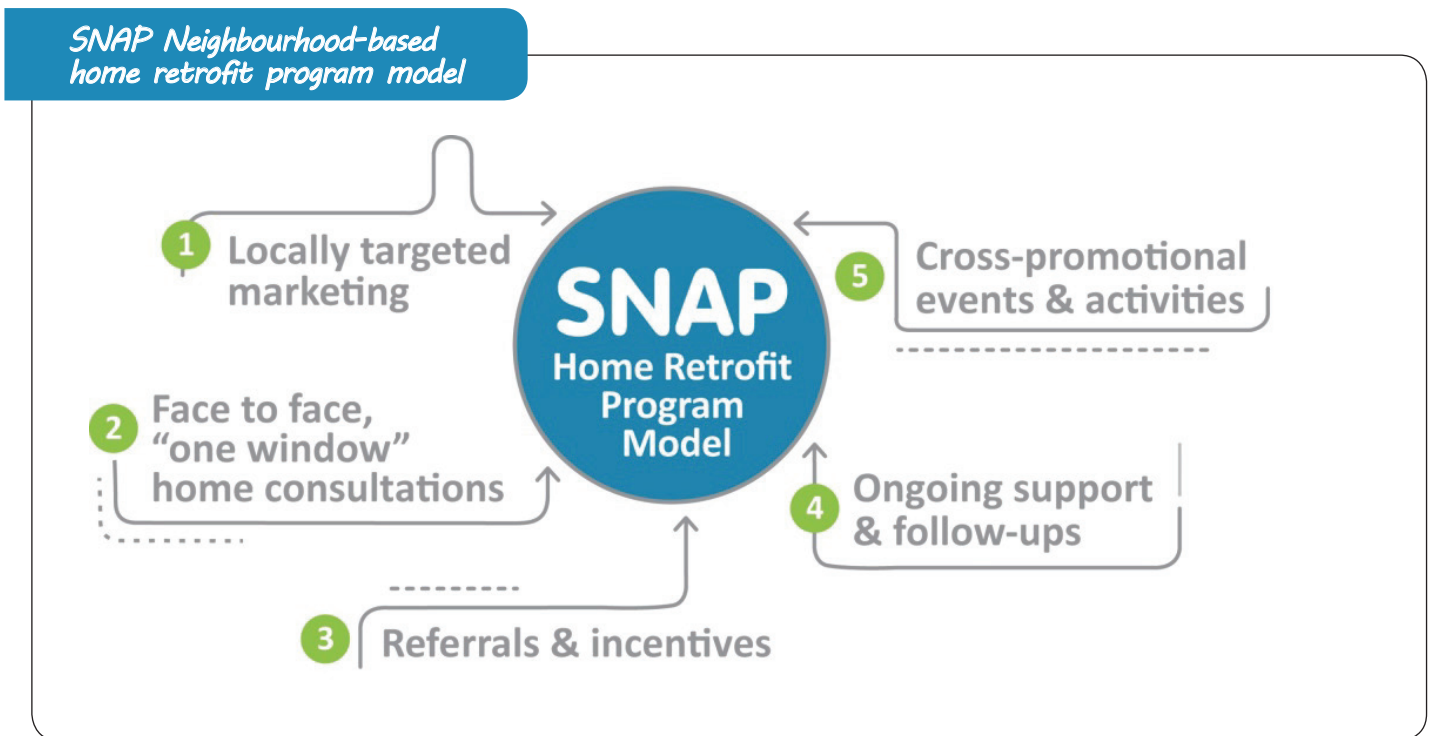 SNAP Neighbourhood-based
home retrofit program model
1 Locally targeted
marketing
2 Face to face,
“one window”
home consultations
3 Referrals & incentives
4 Ongoing support
& follow-ups
5 Cross-promotional
events & activities
SNAP
Home Retrofit
Program
Model